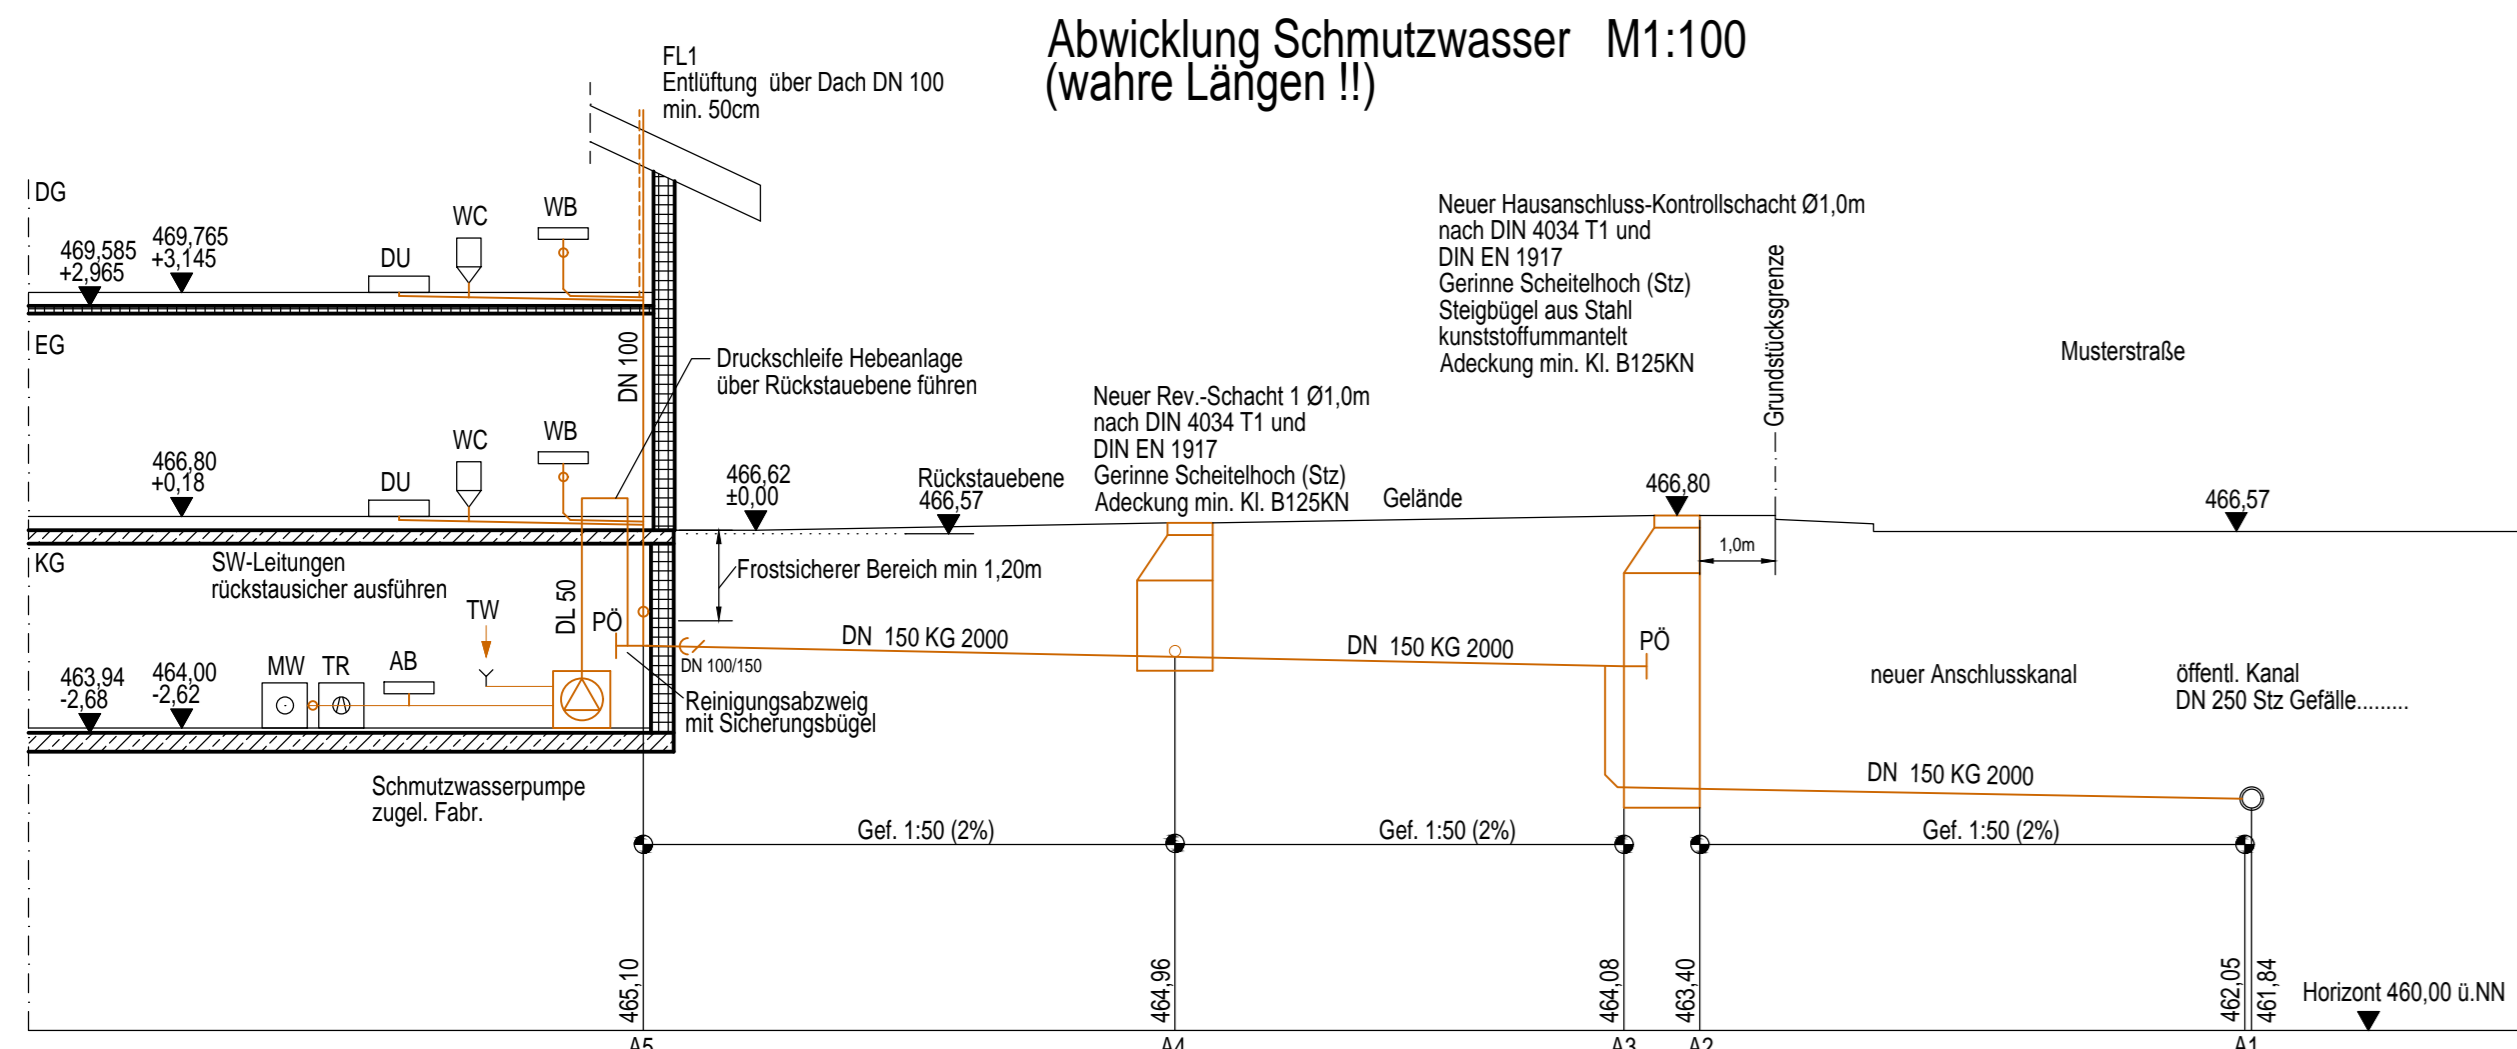 Abwicklung Schmutzwasser M1:100
(wahre Längen !!)
FL1
Entlüftung über Dach DN 100
min. 50cm
DG
469,585
+2,965
469,765
+3,145
DU
WC
WB
EG
DN 100
Druckschleife Hebeanlage
über Rückstauebene führen
466,80
+0,18
DU
WC
WB
466,62
±0,00
Rückstauebene
466,57
Neuer Rev.-Schacht 1 Ø1,0m
nach DIN 4034 T1 und
DIN EN 1917
Gerinne Scheitelhoch (Stz)
Adeckung min. Kl. B125KN
Gelände
Neuer Hausanschluss-Kontrollschacht Ø1,0m
nach DIN 4034 T1 und
DIN EN 1917
Gerinne Scheitelhoch (Stz)
Steigbügel aus Stahl
kunststoffummantelt
Adeckung min. Kl. B125KN
Grundstücksgrenze
Musterstraße
466,80
466,57
1,0m
KG
SW-Leitungen
rückstausicher ausführen
TW
DL 50
PÖ
Frostsicherer Bereich min 1,20m
463,94
-2,68
464,00
-2,62
MW
TR
AB
DN 100/150
Reinigungsabzweig
mit Sicherungsbügel
DN 150 KG 2000
DN 150 KG 2000
PÖ
neuer Anschlusskanal
öffentl. Kanal
DN 250 Stz Gefälle.........
DN 150 KG 2000
Schmutzwasserpumpe
zugel. Fabr.
Gef. 1:50 (2%)
Gef. 1:50 (2%)
Gef. 1:50 (2%)
465,10
464,96
464,08
463,40
462,05
461,84
Horizont 460,00 ü.NN
A5
A4
A3
A2
A1